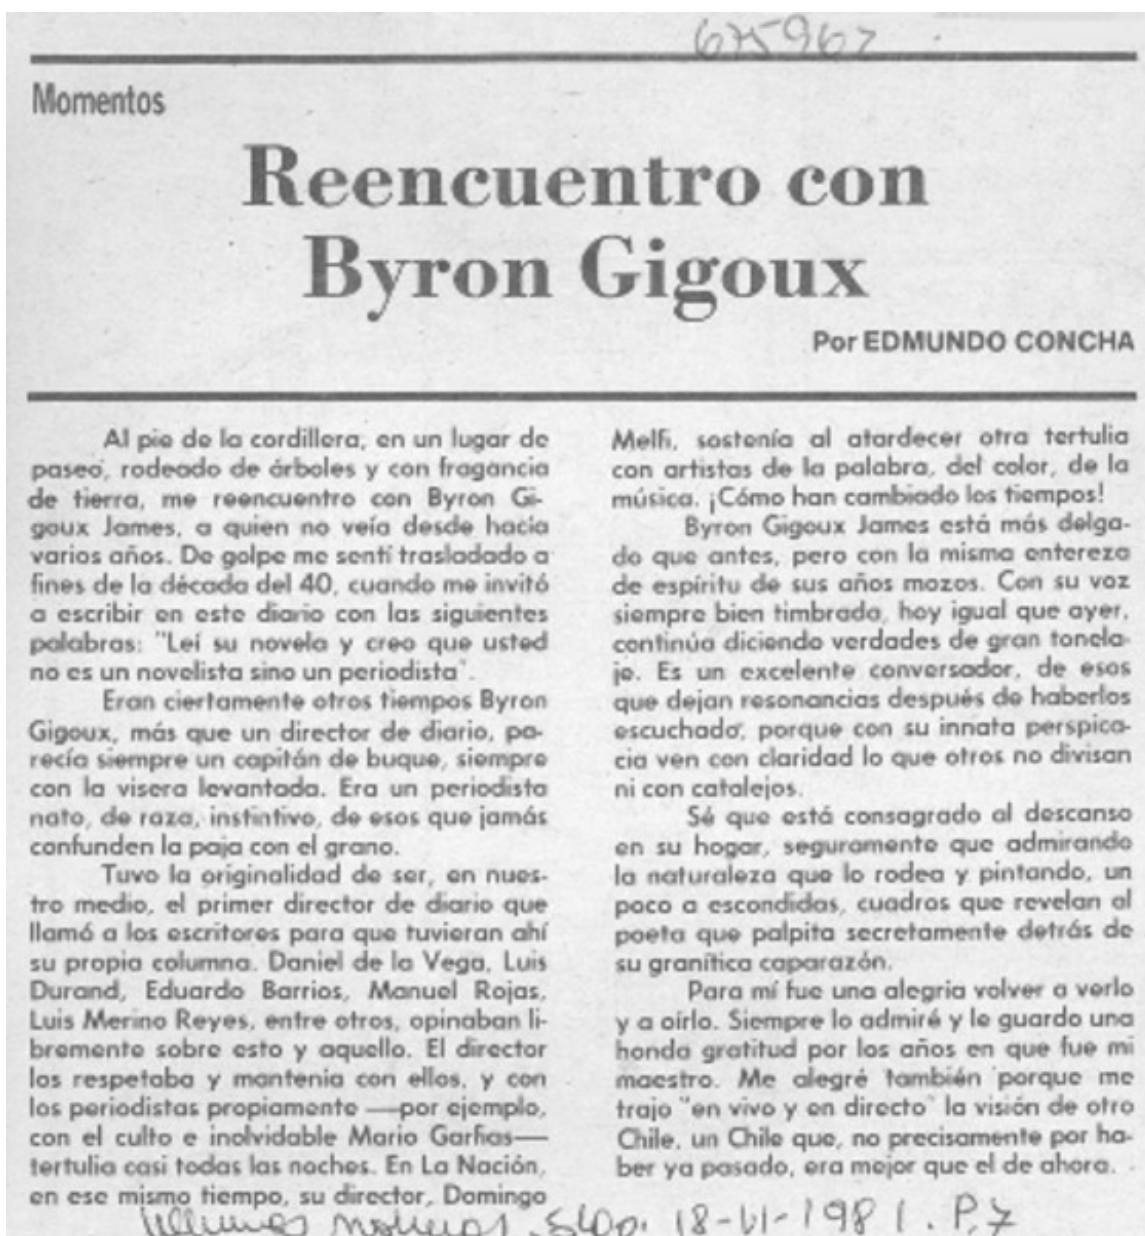 675967
Momentos
Reencuentro con
Byron Gigoux
Por EDMUNDO CONCHA
Al pie de la cordillera, en un lugar de
paseo, rodeado de árboles y con fragancia
de tierra, me reencuentro con Byron Gi-
goux James, a quien no veía desde hacía
varios años. De golpe me sentí trasladado a
fines de la década del 40, cuando me invitó
a escribir en este diario con las siguientes
palabras: "Leí su novela y creo que usted
no es un novelista sino un periodista".
Eran ciertamente otros tiempos Byron
Gigoux, más que un director de diario, pa-
recía siempre un capitán de buque, siempre
con la visera levantada. Era un periodista
nato, de raza, instintivo, de esos que jamás
confunden la paja con el grano.
Tuvo la originalidad de ser, en nues-
tro medio, el primer director de diario que
llamó a los escritores para que tuvieran ahí
su propia columna. Daniel de la Vega, Luis
Durand, Eduardo Barrios, Manuel Rojas,
Luis Merino Reyes, entre otros, opinaban li-
bremente sobre esto y aquello. El director
los respetaba y mantenía con ellos, y con
los periodistas propiamente —por ejemplo,
con el culto e inolvidable Mario Garfias—
tertulia casi todas las noches. En La Nación,
en ese mismo tiempo, su director, Domingo
Melfi, sostenía al atardecer otra tertulia
con artistas de la palabra, del color, de la
música. ¡Cómo han cambiado los tiempos!
Byron Gigoux James está más delga-
do que antes, pero con la misma entereza
de espíritu de sus años mozos. Con su voz
siempre bien timbrada, hoy igual que ayer,
continúa diciendo verdades de gran tonela-
je. Es un excelente conversador, de esos
que dejan resonancias después de haberlos
escuchado, porque con su innata perspica-
cia ven con claridad lo que otros no divisan
ni con catalejos.
Sé que está consagrado al descanso
en su hogar, seguramente que admirando
la naturaleza que lo rodea y pintando, un
poco a escondidas, cuadros que revelan al
poeta que palpita secretamente detrás de
su granítica caparazón.
Para mí fue una alegría volver a verlo
y a oírlo. Siempre lo admiré y le guardo una
honda gratitud por los años en que fue mi
maestro. Me alegré también porque me
trajo "en vivo y en directo" la visión de otro
Chile, un Chile que, no precisamente por ha-
ber ya pasado, era mejor que el de ahora.
Últimas noticias, Stgo. 18-VI-1981. P. 7